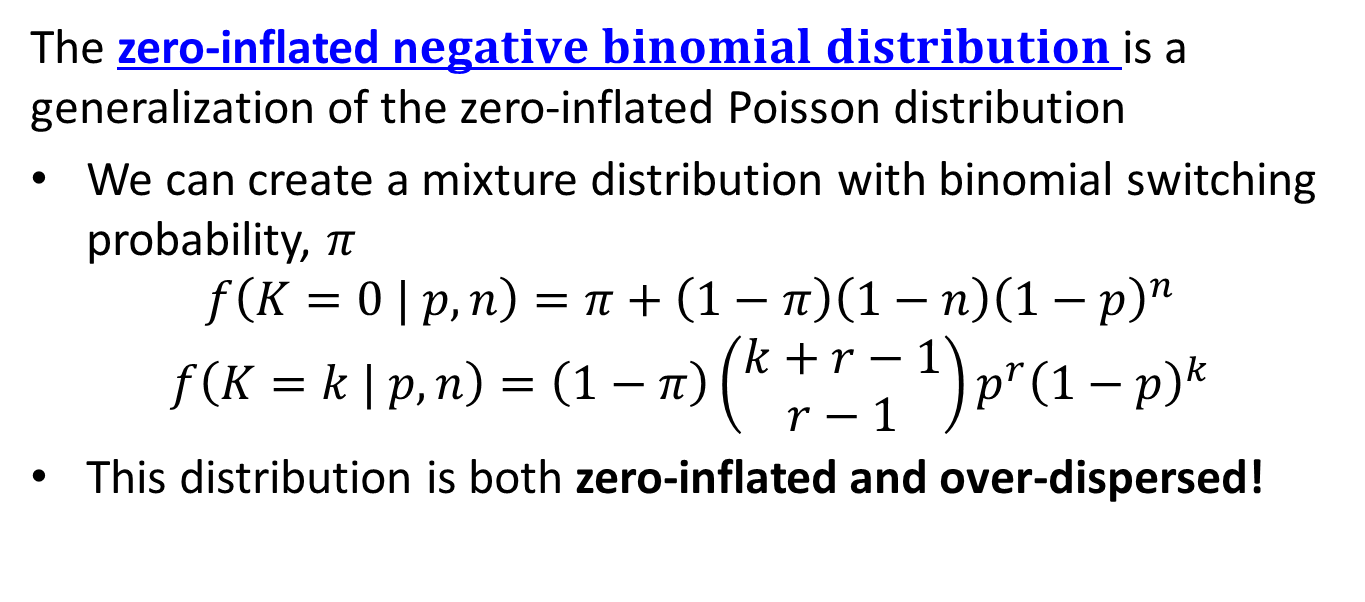 The zero-inflated negative binomial distribution is a
generalization of the zero-inflated Poisson distribution
• We can create a mixture distribution with binomial switching
probability, π
f(K = 0 | p, n) = π + (1 − π)(1 − n)(1 − p)ⁿ
f(K = k | p, n) = (1 − π) (k + r − 1 / r − 1) pʳ(1 − p)ᵏ
• This distribution is both zero-inflated and over-dispersed!